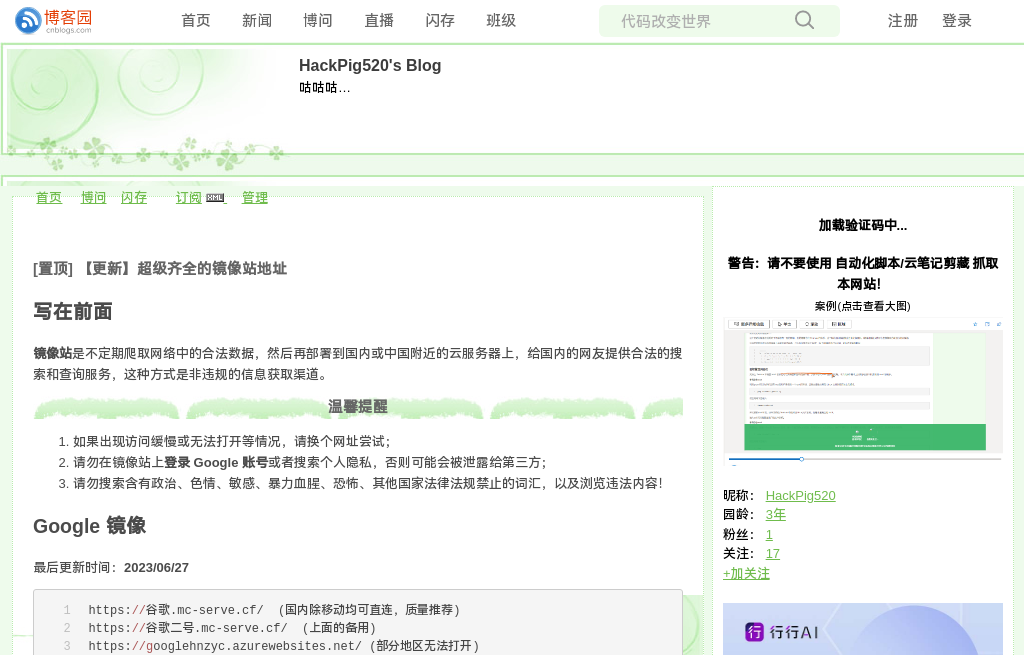 博客园
cnblogs.com
首页 新闻 博问 直播 闪存 班级
代码改变世界
注册 登录
HackPig520's Blog
咕咕咕...
首页 博问 闪存 订阅 XML 管理
[置顶] 【更新】超级齐全的镜像站地址
写在前面
镜像站是不定期爬取网络中的合法数据，然后再部署到国内或中国附近的云服务器上，给国内的网友提供合法的搜
索和查询服务，这种方式是非违规的信息获取渠道。
温馨提醒
1. 如果出现访问缓慢或无法打开等情况，请换个网址尝试；
2. 请勿在镜像站上登录 Google 账号或者搜索个人隐私，否则可能会被泄露给第三方；
3. 请勿搜索含有政治、色情、敏感、暴力血腥、恐怖、其他国家法律法规禁止的词汇，以及浏览违法内容！
Google 镜像
最后更新时间：2023/06/27
1 https://谷歌.mc-serve.cf/ (国内除移动均可直连，质量推荐)
2 https://谷歌二号.mc-serve.cf/ (上面的备用)
3 https://googlehnzyc.azurewebsites.net/ (部分地区无法打开)
加载验证码中...
警告：请不要使用 自动化脚本/云笔记剪藏 抓取
本网站！
案例(点击查看大图)
昵称： HackPig520
园龄： 3年
粉丝： 1
关注： 17
+加关注
行行AI